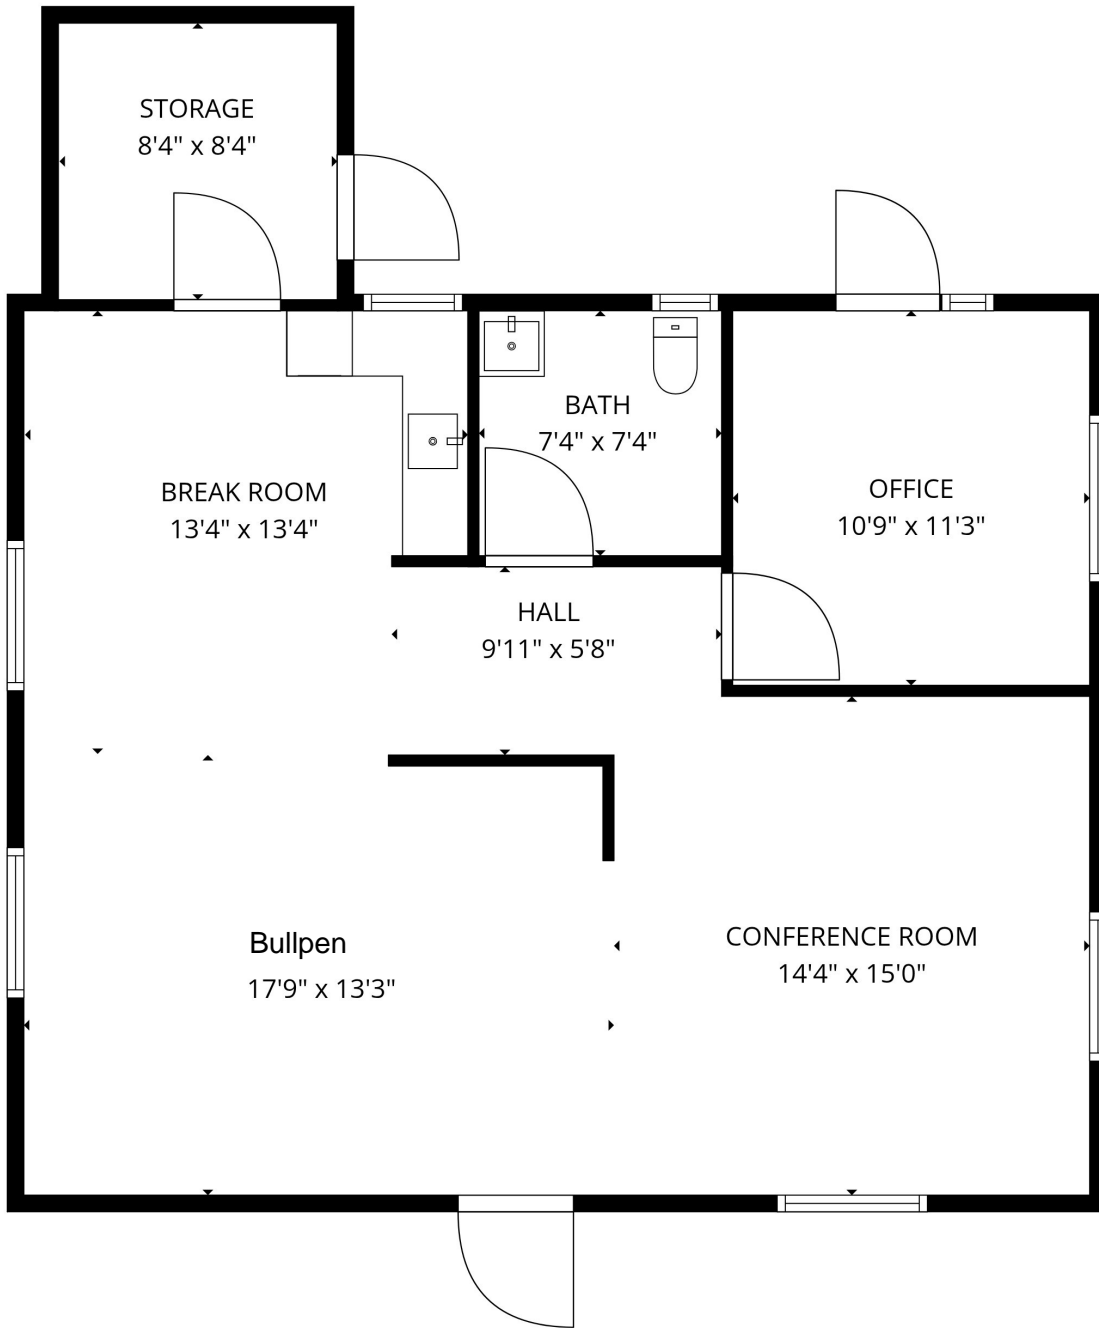 STORAGE
8'4" x 8'4"
BATH
7'4" x 7'4"
BREAK ROOM
13'4" x 13'4"
OFFICE
10'9" x 11'3"
HALL
9'11" x 5'8"
Bullpen
17'9" x 13'3"
CONFERENCE ROOM
14'4" x 15'0"